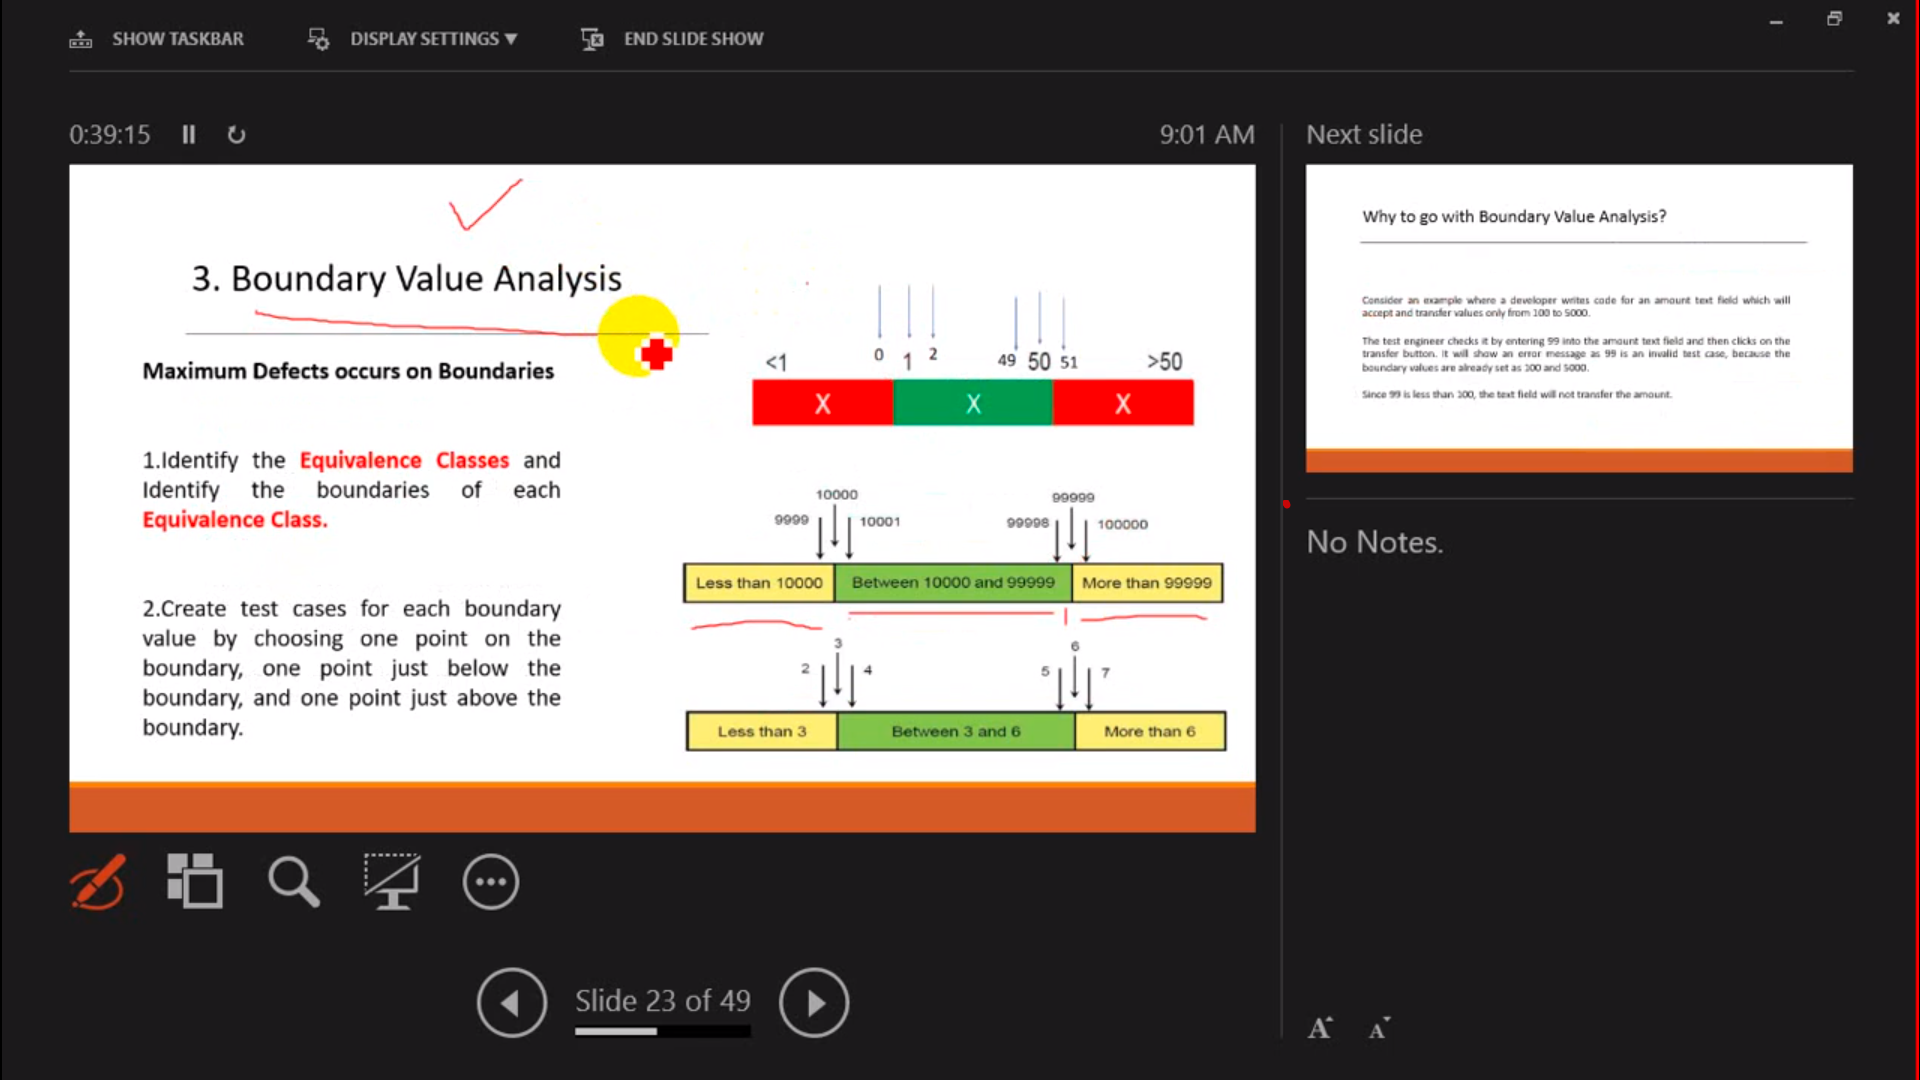 SHOW TASKBAR
DISPLAY SETTINGS ▼
END SLIDE SHOW
0:39:15
9:01 AM
3. Boundary Value Analysis
Maximum Defects occurs on Boundaries
1.Identify the Equivalence Classes and
Identify the boundaries of each
Equivalence Class.
2.Create test cases for each boundary
value by choosing one point on the
boundary, one point just below the
boundary, and one point just above the
boundary.
<1 0 1 2 49 50 51 >50
X X X
10000 99999
9999 10001 99998 100000
Less than 10000 Between 10000 and 99999 More than 99999
3 6
2 4 5 7
Less than 3 Between 3 and 6 More than 6
Next slide
Why to go with Boundary Value Analysis?
Consider an example where a developer writes code for an amount text field which will
accept and transfer values only from 100 to 5000.
The test engineer checks it by entering 99 into the amount text field and then clicks on the
transfer button. It will show an error message as 99 is an invalid test case, because the
boundary values are already set as 100 and 5000.
Since 99 is less than 100, the text field will not transfer the amount.
No Notes.
Slide 23 of 49
A A